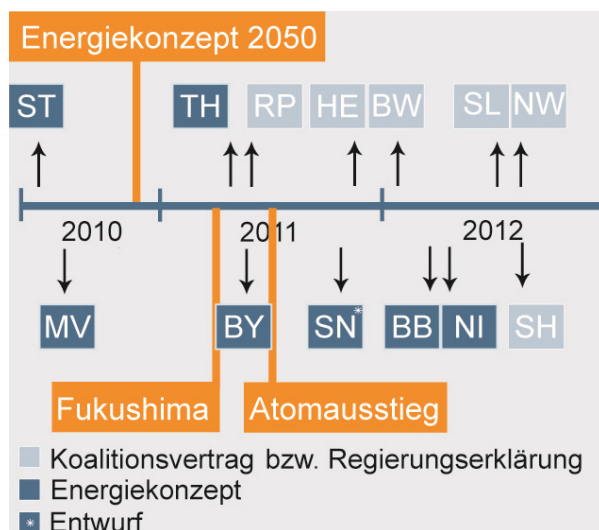 Energiekonzept 2050
ST TH RP HE BW SL NW
2010 2011 2012
MV BY SN* BB NI SH
Fukushima Atomausstieg
Koalitionsvertrag bzw. Regierungserklärung
Energiekonzept
* Entwurf